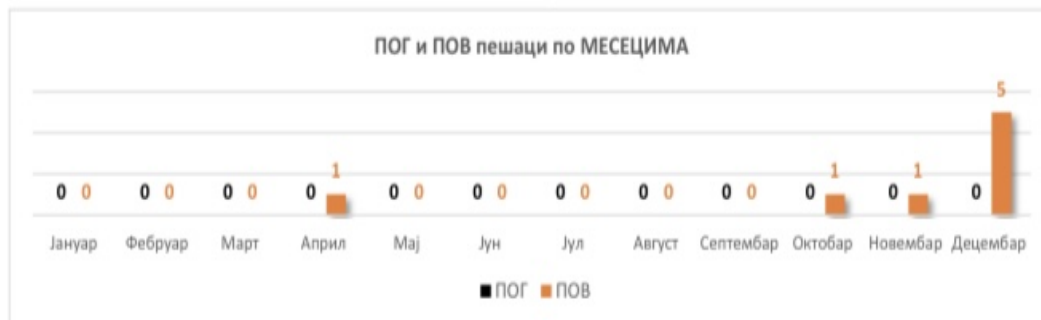 ПОГ и ПОВ пешаци по МЕСЕЦИМА
5
1 1 1
0 0 0 0 0 0 0 0 0 0 0 0 0 0 0 0 0 0 0 0
Јануар Фебруар Март Април Мај Јун Јул Август Септембар Октобар Новембар Децембар
ПОГ ПОВ